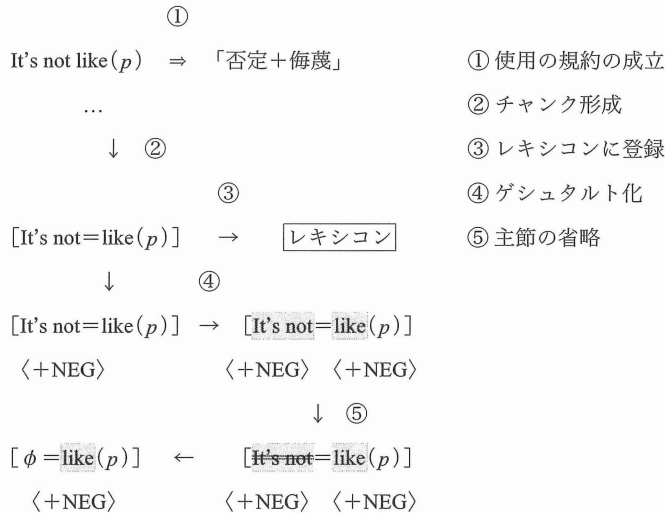 ①
It's not like(p) ⇒ 「否定+侮蔑」 ① 使用の規約の成立
… ② チャンク形成
↓ ② ③ レキシコンに登録
③ ④ ゲシュタルト化
[It's not=like(p)] → レキシコン ⑤ 主節の省略
↓ ④
[It's not=like(p)] → [It's not=like(p)]
〈+NEG〉 〈+NEG〉 〈+NEG〉
↓ ⑤
[φ=like(p)] ← [It's not=like(p)]
〈+NEG〉 〈+NEG〉 〈+NEG〉